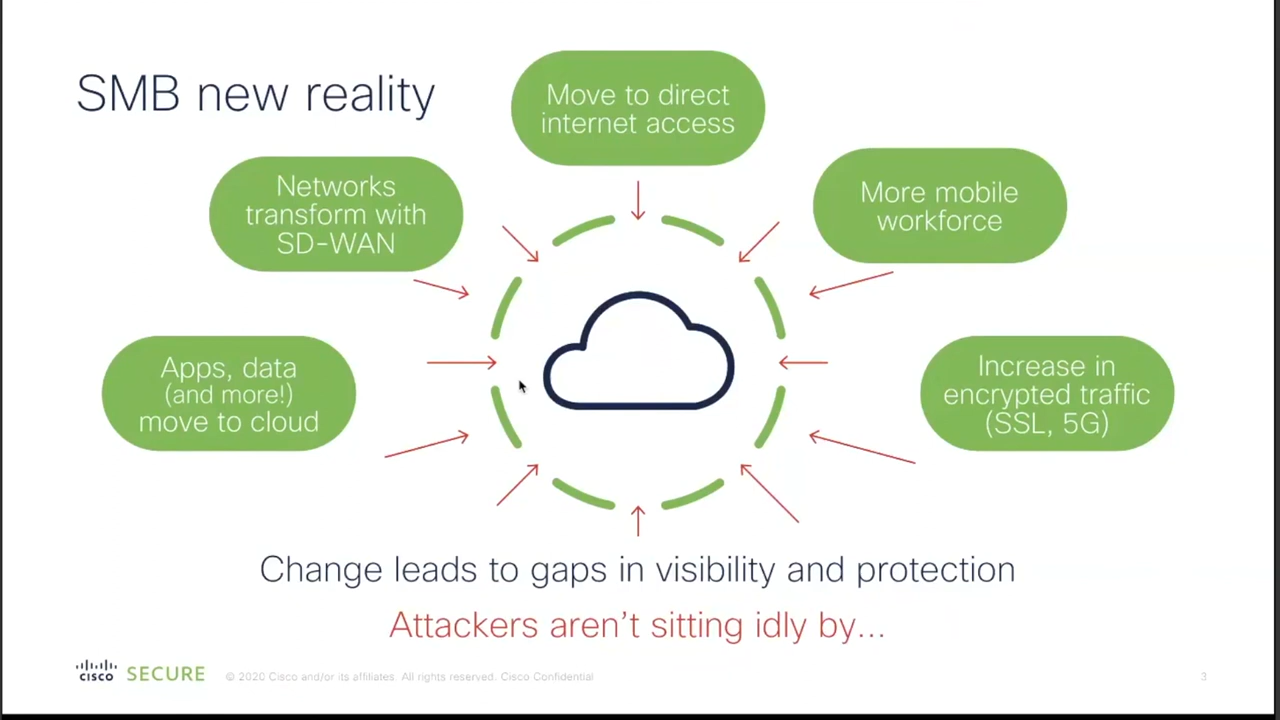 SMB new reality
Move to direct
internet access
Networks
transform with
SD-WAN
More mobile
workforce
Apps, data
(and more!)
move to cloud
Increase in
encrypted traffic
(SSL, 5G)
Change leads to gaps in visibility and protection
Attackers aren't sitting idly by...
CISCO SECURE © 2020 Cisco and/or its affiliates. All rights reserved. Cisco Confidential 3